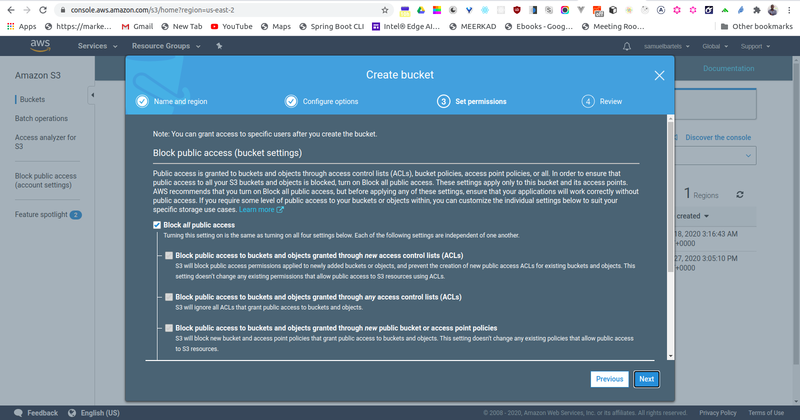 console.aws.amazon.com/s3/home?region=us-east-2
Apps
https://marke...
Gmail
New Tab
YouTube
Maps
Spring Boot CLI
Intel® Edge AI...
MEERKAD
Ebooks - Goog...
Meeting Roo...
Other bookmarks
aws
Services
Resource Groups
samuelbartels
Global
Support
Amazon S3
Buckets
Batch operations
Access analyzer for
S3
Block public access
(account settings)
Feature spotlight 2
Documentation
Discover the console
1 Regions
created
18, 2020 3:16:43 AM
+0000
27, 2020 3:05:10 PM
+0000
Create bucket
Name and region
Configure options
3 Set permissions
4 Review
Note: You can grant access to specific users after you create the bucket.
Block public access (bucket settings)
Public access is granted to buckets and objects through access control lists (ACLs), bucket policies, access point policies, or all. In order to ensure that
public access to all your S3 buckets and objects is blocked, turn on Block all public access. These settings apply only to this bucket and its access points.
AWS recommends that you turn on Block all public access, but before applying any of these settings, ensure that your applications will work correctly without
public access. If you require some level of public access to your buckets or objects within, you can customize the individual settings below to suit your
specific storage use cases. Learn more
Block all public access
Turning this setting on is the same as turning on all four settings below. Each of the following settings are independent of one another.
Block public access to buckets and objects granted through new access control lists (ACLs)
S3 will block public access permissions applied to newly added buckets or objects, and prevent the creation of new public access ACLs for existing buckets and objects. This
setting doesn't change any existing permissions that allow public access to S3 resources using ACLs.
Block public access to buckets and objects granted through any access control lists (ACLs)
S3 will ignore all ACLs that grant public access to buckets and objects.
Block public access to buckets and objects granted through new public bucket or access point policies
S3 will block new bucket and access point policies that grant public access to buckets and objects. This setting doesn't change any existing policies that allow public access
to S3 resources.
Previous
Next
Feedback
English (US)
© 2008 - 2020, Amazon Web Services, Inc. or its affiliates. All rights reserved.
Privacy Policy
Terms of Use